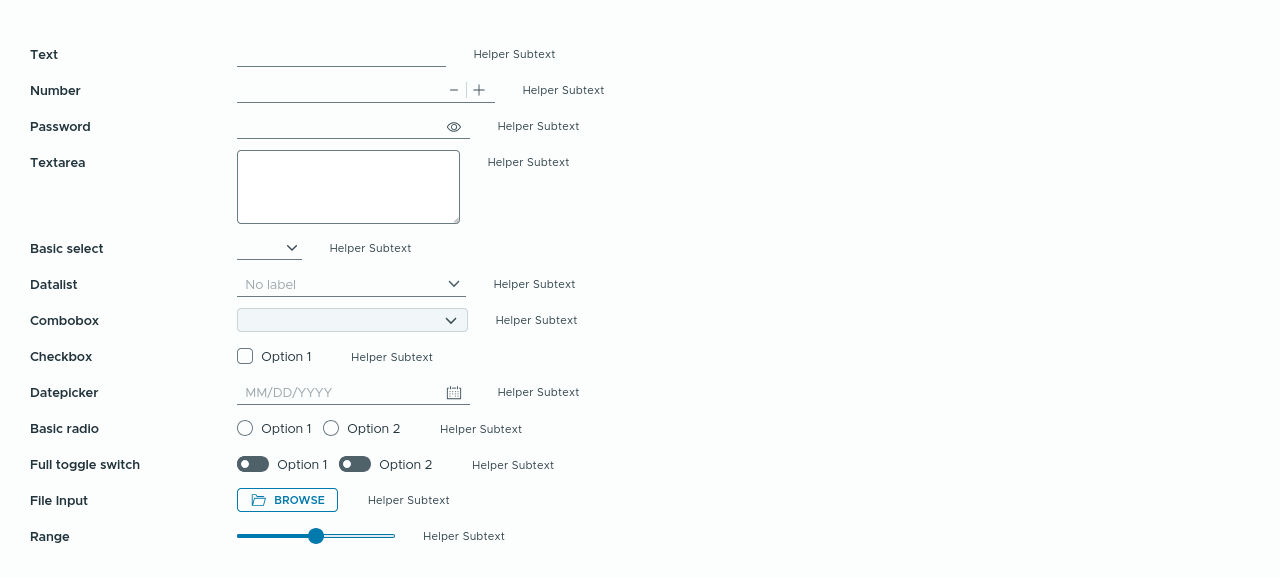 Text Helper Subtext
Number Helper Subtext
Password Helper Subtext
Textarea Helper Subtext
Basic select Helper Subtext
Datalist No label Helper Subtext
Combobox Helper Subtext
Checkbox Option 1 Helper Subtext
Datepicker MM/DD/YYYY Helper Subtext
Basic radio Option 1 Option 2 Helper Subtext
Full toggle switch Option 1 Option 2 Helper Subtext
File Input BROWSE Helper Subtext
Range Helper Subtext